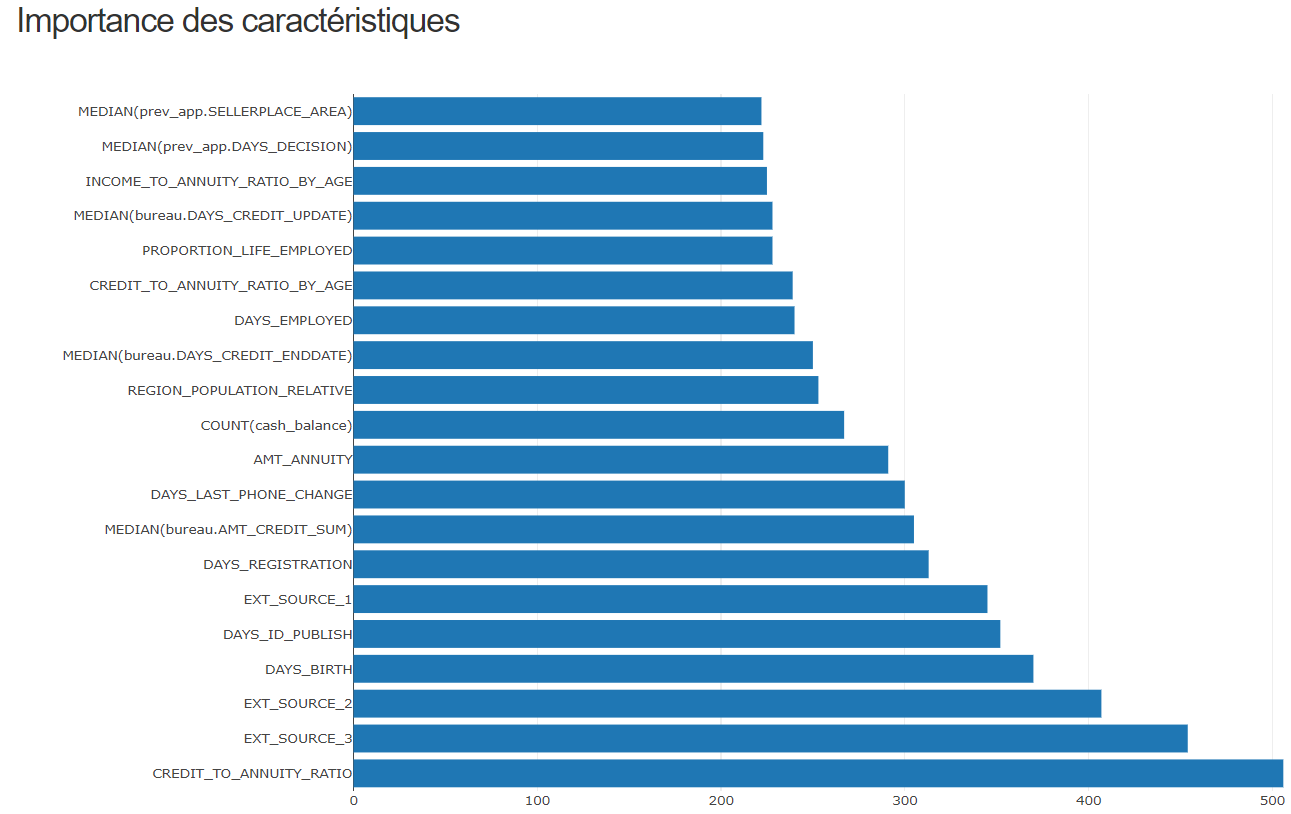 Importance des caractéristiques
MEDIAN(prev_app.SELLERPLACE_AREA)
MEDIAN(prev_app.DAYS_DECISION)
INCOME_TO_ANNUITY_RATIO_BY_AGE
MEDIAN(bureau.DAYS_CREDIT_UPDATE)
PROPORTION_LIFE_EMPLOYED
CREDIT_TO_ANNUITY_RATIO_BY_AGE
DAYS_EMPLOYED
MEDIAN(bureau.DAYS_CREDIT_ENDDATE)
REGION_POPULATION_RELATIVE
COUNT(cash_balance)
AMT_ANNUITY
DAYS_LAST_PHONE_CHANGE
MEDIAN(bureau.AMT_CREDIT_SUM)
DAYS_REGISTRATION
EXT_SOURCE_1
DAYS_ID_PUBLISH
DAYS_BIRTH
EXT_SOURCE_2
EXT_SOURCE_3
CREDIT_TO_ANNUITY_RATIO
0 100 200 300 400 500